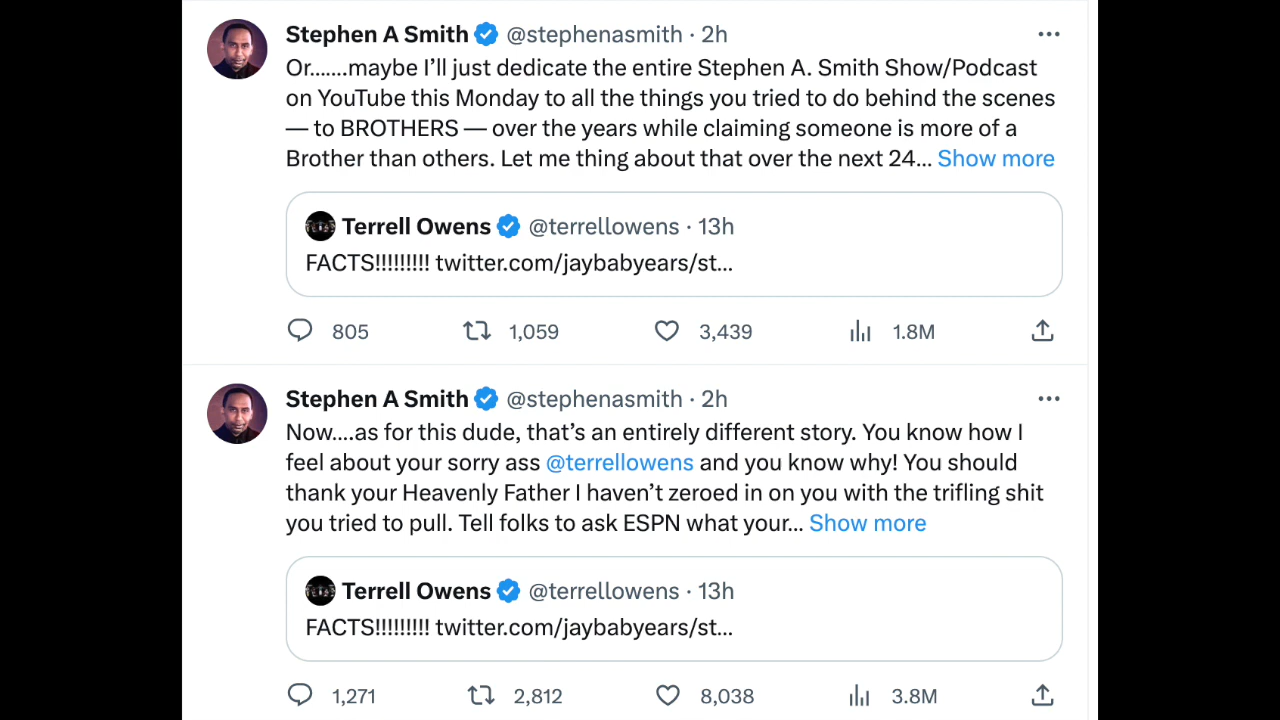 Stephen A Smith @stephenasmith · 2h
Or.......maybe I’ll just dedicate the entire Stephen A. Smith Show/Podcast
on YouTube this Monday to all the things you tried to do behind the scenes
— to BROTHERS — over the years while claiming someone is more of a
Brother than others. Let me thing about that over the next 24... Show more
Terrell Owens @terrellowens · 13h
FACTS!!!!!!!!! twitter.com/jaybabyears/st...
805 1,059 3,439 1.8M
Stephen A Smith @stephenasmith · 2h
Now....as for this dude, that’s an entirely different story. You know how I
feel about your sorry ass @terrellowens and you know why! You should
thank your Heavenly Father I haven’t zeroed in on you with the trifling shit
you tried to pull. Tell folks to ask ESPN what your... Show more
Terrell Owens @terrellowens · 13h
FACTS!!!!!!!!! twitter.com/jaybabyears/st...
1,271 2,812 8,038 3.8M